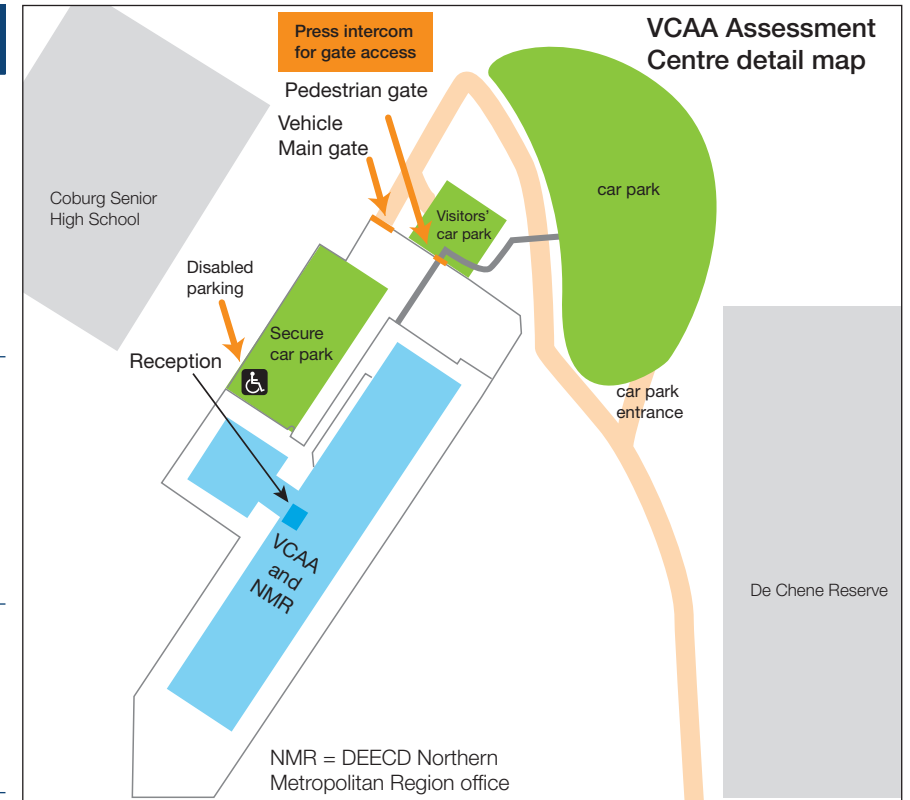 VCAA Assessment
Centre detail map
Press intercom
for gate access
Pedestrian gate
Vehicle
Main gate
Coburg Senior
High School
car park
Visitors'
car park
Disabled
parking
Secure
car park
Reception
car park
entrance
VCAA
and
NMR
De Chene Reserve
NMR = DEECD Northern
Metropolitan Region office